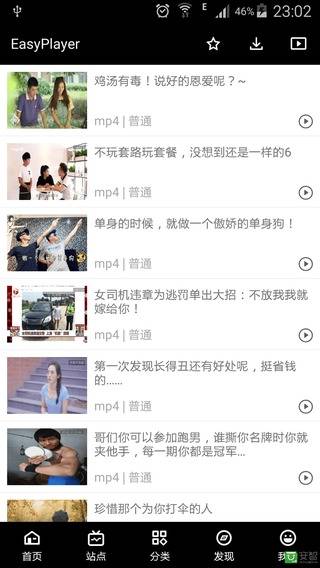 E 46% 23:02
EasyPlayer
鸡汤有毒！说好的恩爱呢？~
mp4 | 普通
不玩套路玩套餐，没想到还是一样的6
mp4 | 普通
单身的时候，就做一个傲娇的单身狗！
mp4 | 普通
女司机违章为逃罚单出大招：不放我我就
嫁给你！
mp4 | 普通
第一次发现长得丑还有好处呢，挺省钱
的......
mp4 | 普通
哥们你可以参加跑男，谁撕你名牌时你就
夹他手，每一期你都是冠军...
mp4 | 普通
珍惜那个为你打伞的人
首页
站点
分类
发现
我
安智